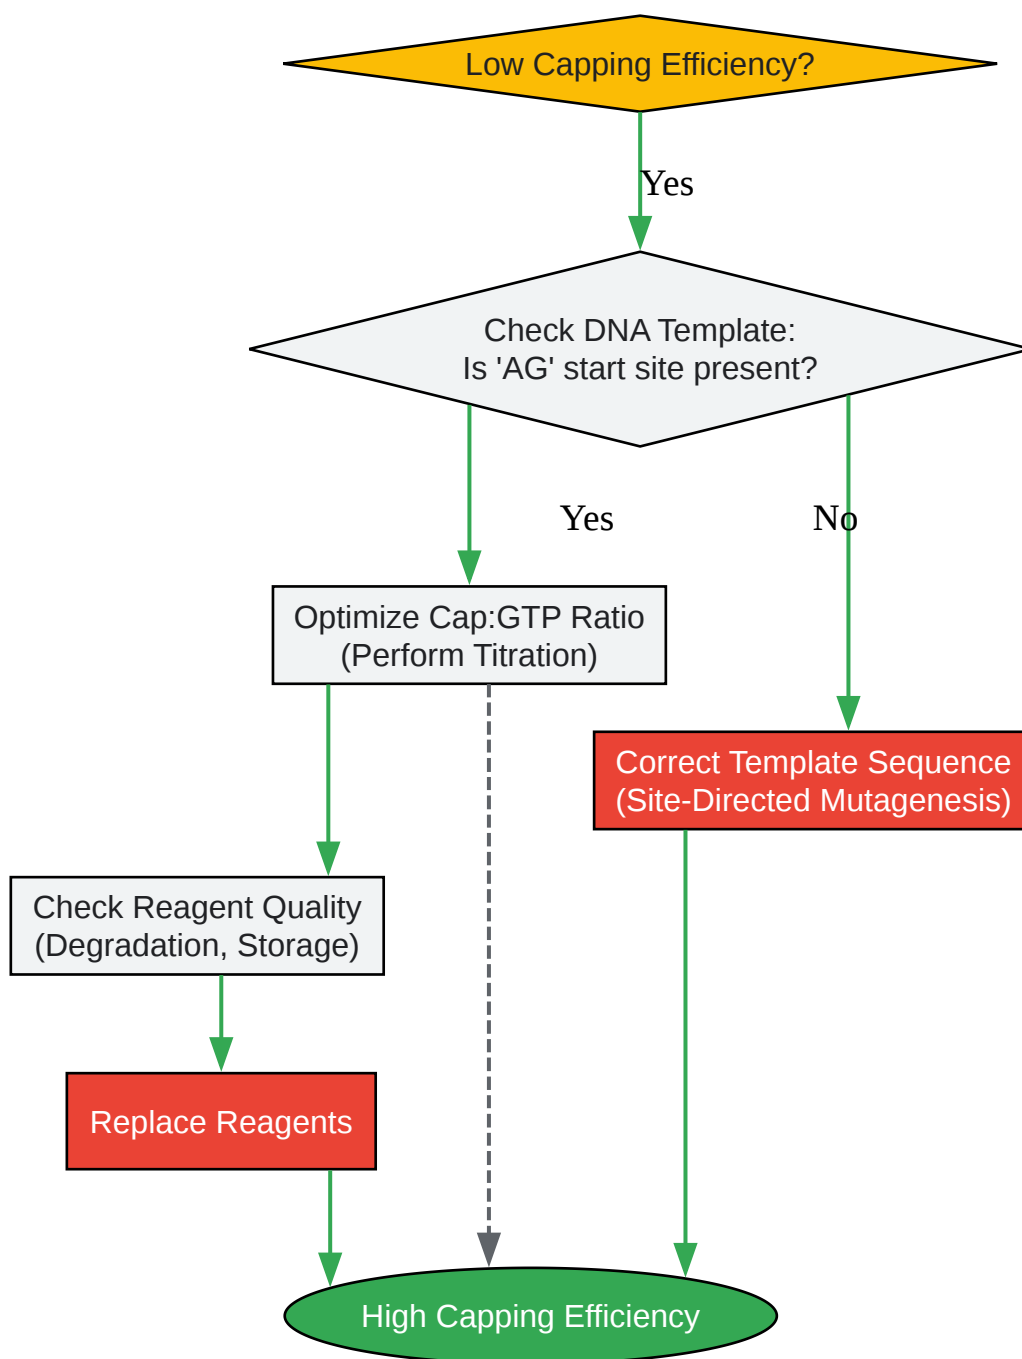 Low Capping Efficiency?
Yes
Check DNA Template:
Is 'AG' start site present?
Yes
No
Optimize Cap:GTP Ratio
(Perform Titration)
Correct Template Sequence
(Site-Directed Mutagenesis)
Check Reagent Quality
(Degradation, Storage)
Replace Reagents
High Capping Efficiency